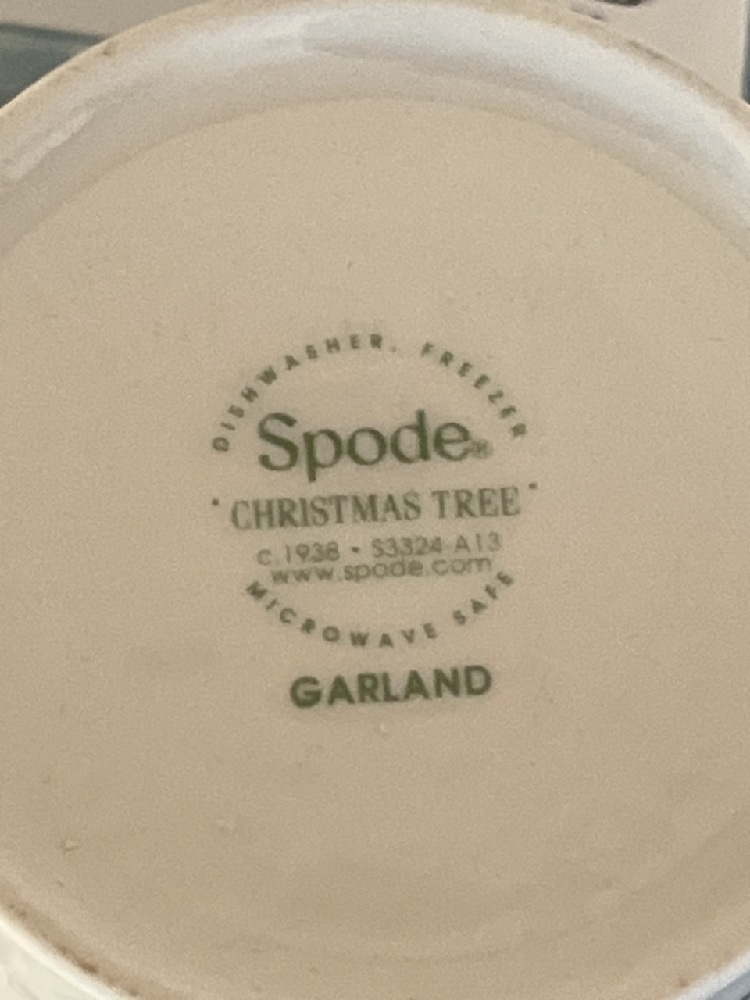 DISHWASHER. FREEZER
Spode®
· CHRISTMAS TREE ·
c.1938 • S3324-A13
www.spode.com
MICROWAVE SAFE
GARLAND